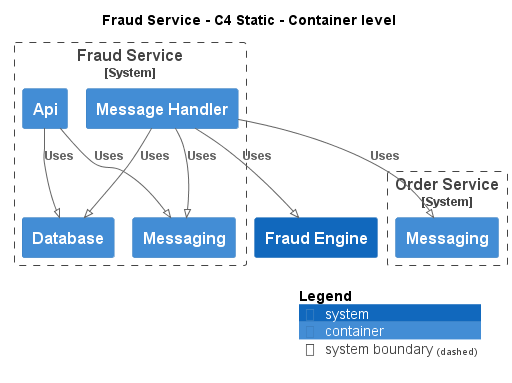 Fraud Service - C4 Static - Container level
Fraud Service
[System]
Api
Message Handler
Uses
Uses
Uses
Uses
Uses
Uses
Order Service
[System]
Database
Messaging
Fraud Engine
Messaging
Legend
system
container
system boundary (dashed)